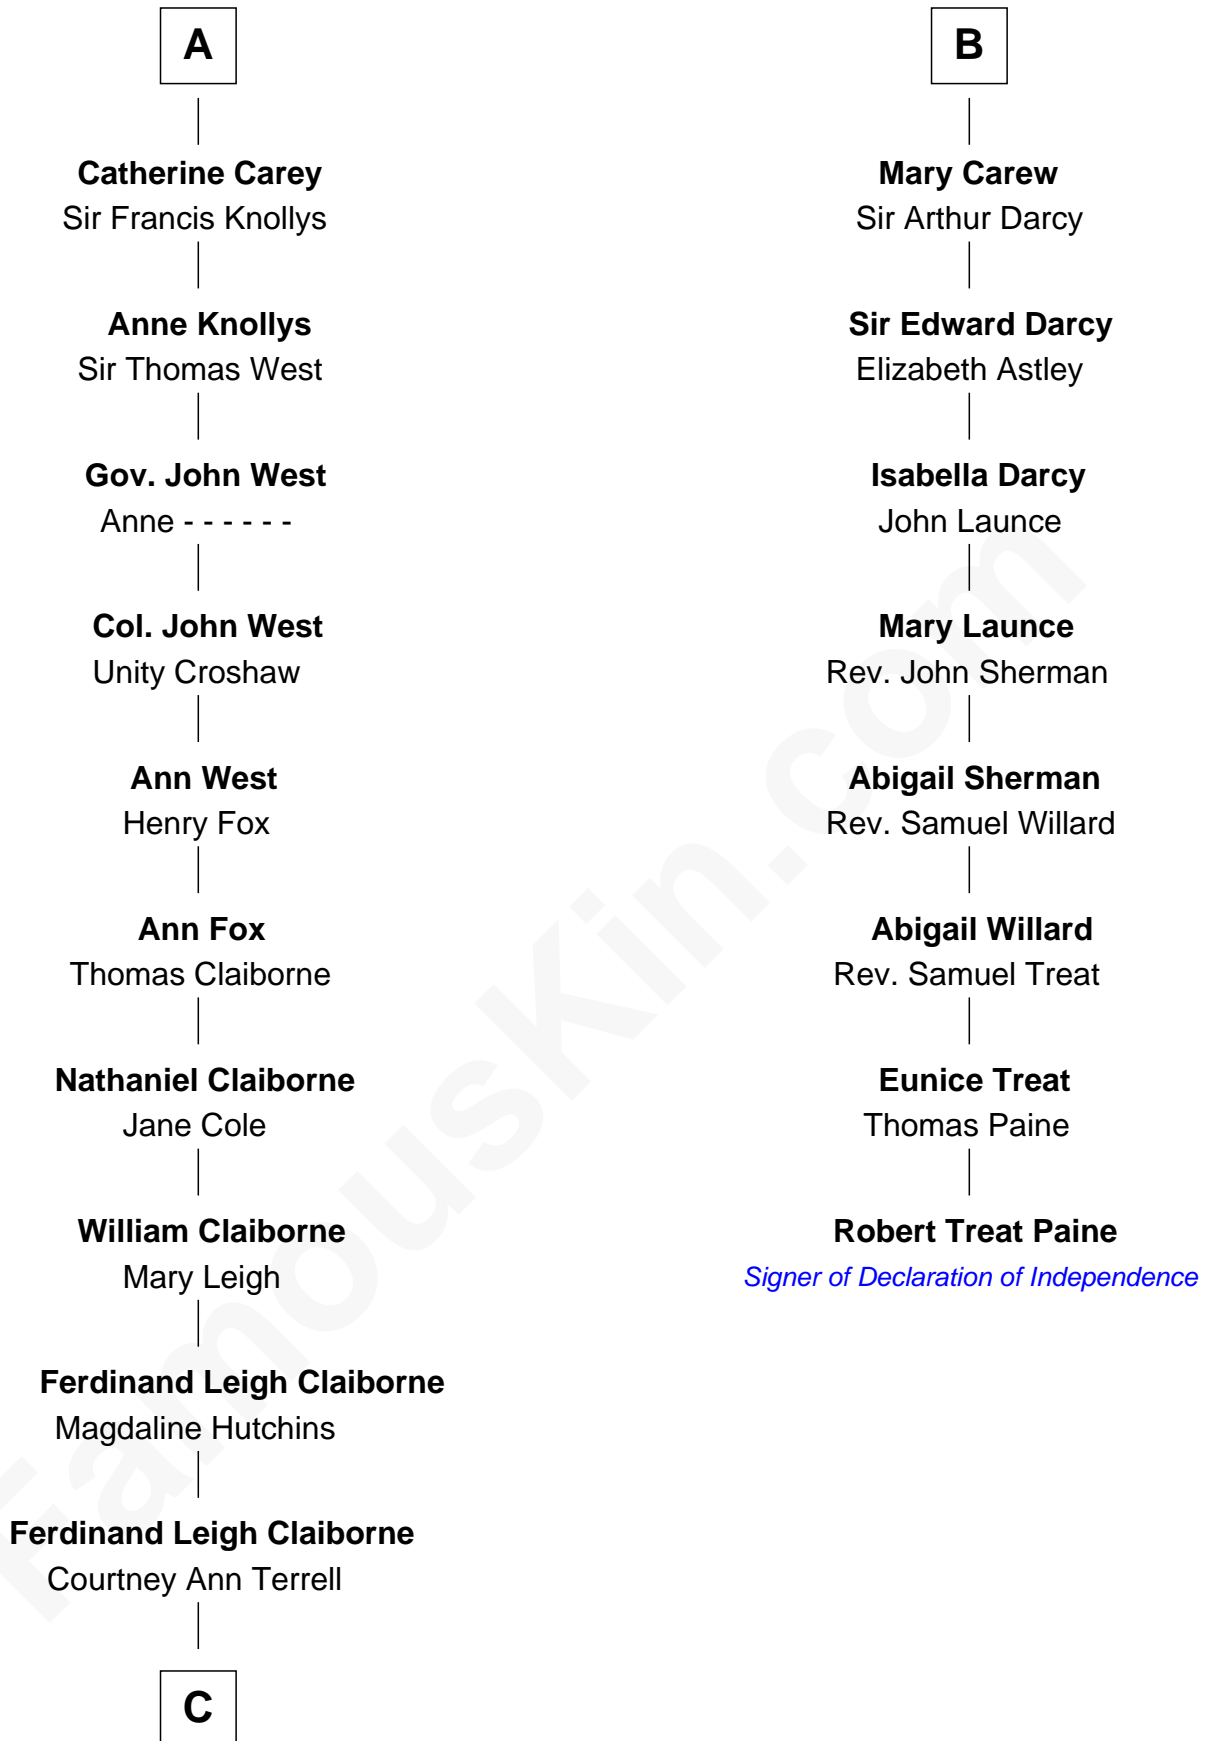 A
Catherine Carey
Sir Francis Knollys
Anne Knollys
Sir Thomas West
Gov. John West
Anne - - - - - -
Col. John West
Unity Croshaw
Ann West
Henry Fox
Ann Fox
Thomas Claiborne
Nathaniel Claiborne
Jane Cole
William Claiborne
Mary Leigh
Ferdinand Leigh Claiborne
Magdaline Hutchins
Ferdinand Leigh Claiborne
Courtney Ann Terrell
C
B
Mary Carew
Sir Arthur Darcy
Sir Edward Darcy
Elizabeth Astley
Isabella Darcy
John Launce
Mary Launce
Rev. John Sherman
Abigail Sherman
Rev. Samuel Willard
Abigail Willard
Rev. Samuel Treat
Eunice Treat
Thomas Paine
Robert Treat Paine
Signer of Declaration of Independence
FamousKin.com